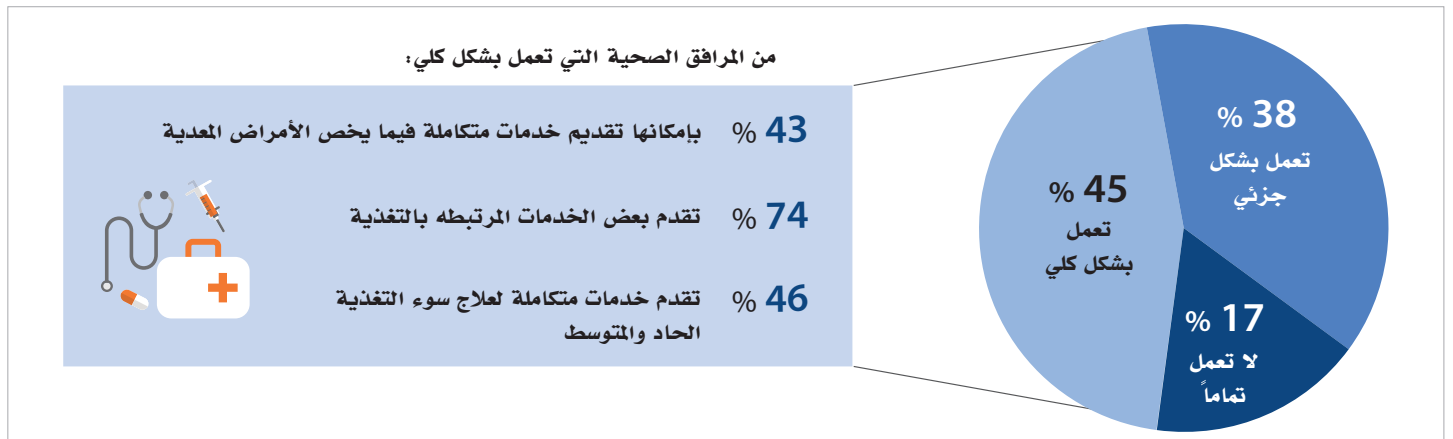 من المرافق الصحية التي تعمل بشكل كلي:
43 % بإمكانها تقديم خدمات متكاملة فيما يخص الأمراض المعدية
74 % تقدم بعض الخدمات المرتبطه بالتغذية
46 % تقدم خدمات متكاملة لعلاج سوء التغذية
الحاد والمتوسط
38 %
تعمل بشكل
جزئي
45 %
تعمل
بشكل كلي
17 %
لا تعمل
تماماً